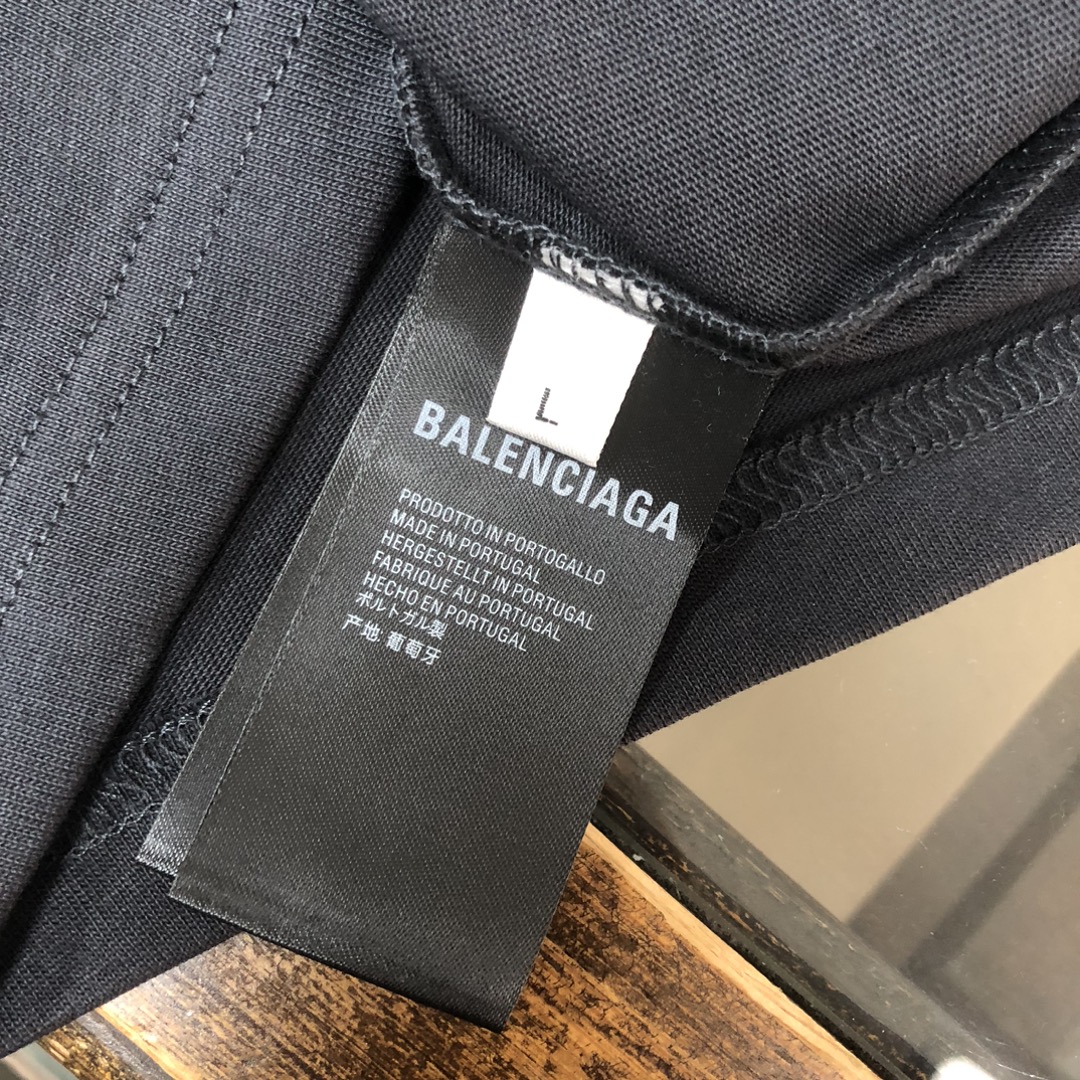 L
BALENCIAGA
PRODOTTO IN PORTOGALLO
MADE IN PORTUGAL
HERGESTELLT IN PORTUGAL
FABRIQUE AU PORTUGAL
HECHO EN PORTUGAL
ポルトガル製
产地 葡萄牙